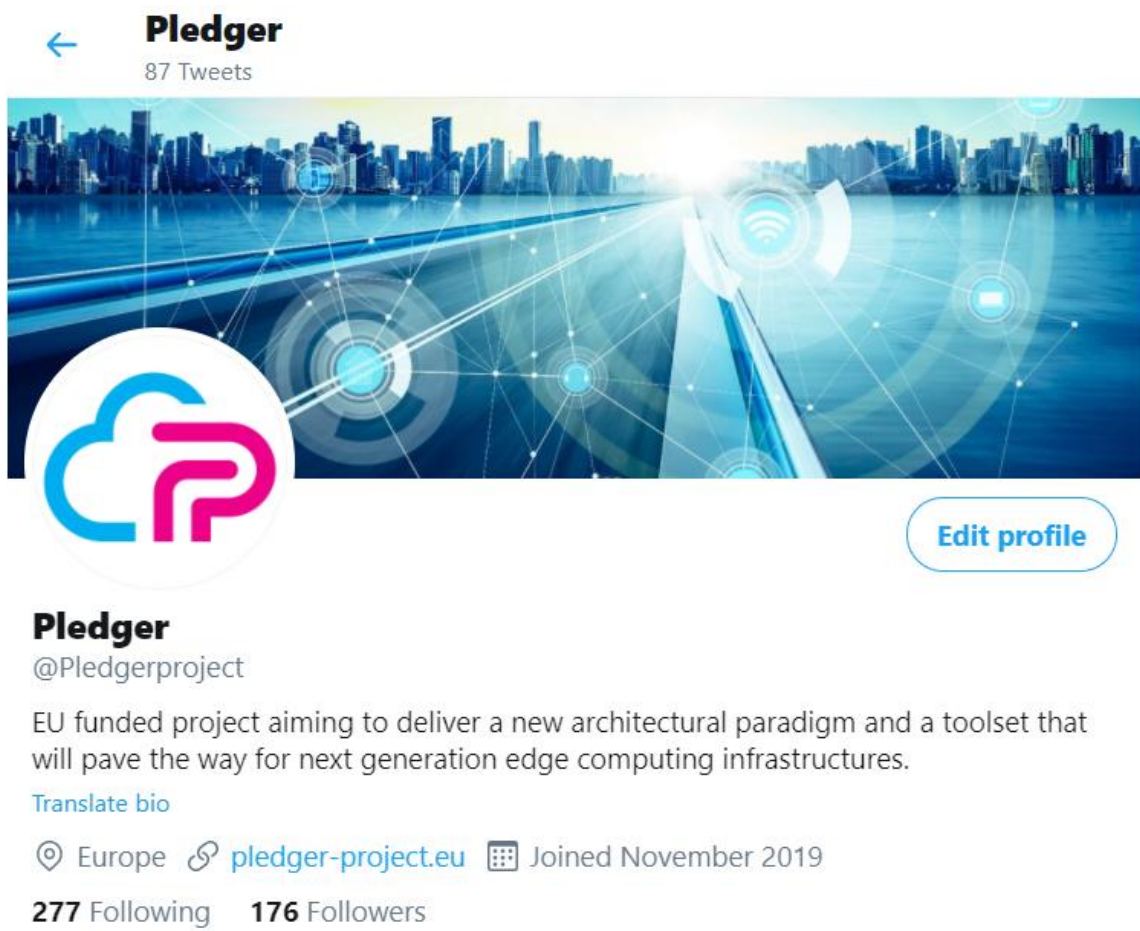 Pledger
87 Tweets
Edit profile
Pledger
@Pledgerproject
EU funded project aiming to deliver a new architectural paradigm and a toolset that
will pave the way for next generation edge computing infrastructures.
Translate bio
Europe pledger-project.eu Joined November 2019
277 Following 176 Followers